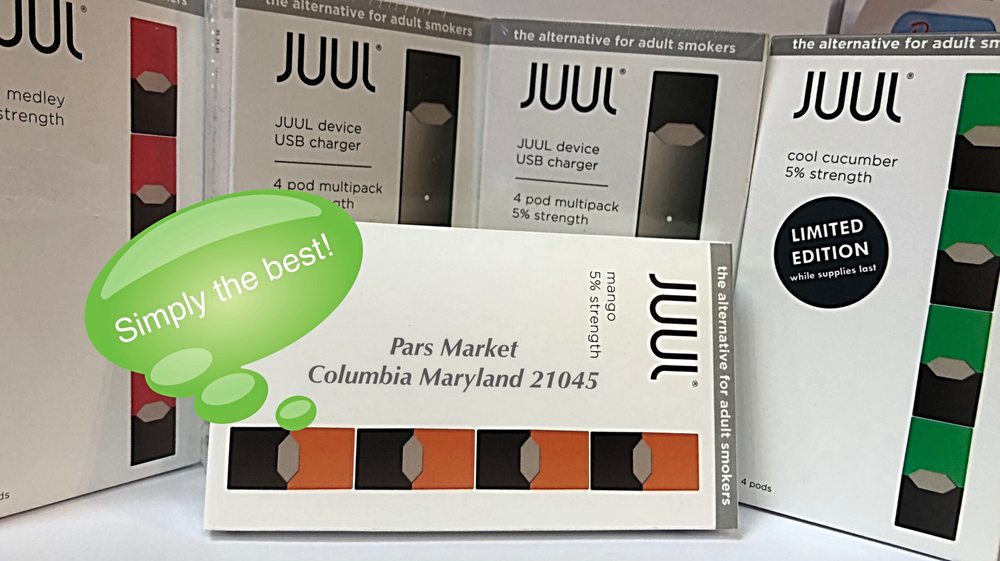 JUUL
medley
strength
the alternative for adult smokers
JUUL®
JUUL device
USB charger
4 pod multipack
the alternative for adult smokers
JUUL®
JUUL device
USB charger
4 pod multipack
5% strength
the alternative for adult sm
JUUL®
cool cucumber
5% strength
LIMITED
EDITION
while supplies last
4 pods
Simply the best!
mango
5% strength
JUUL®
the alternative for adult smokers
Pars Market
Columbia Maryland 21045